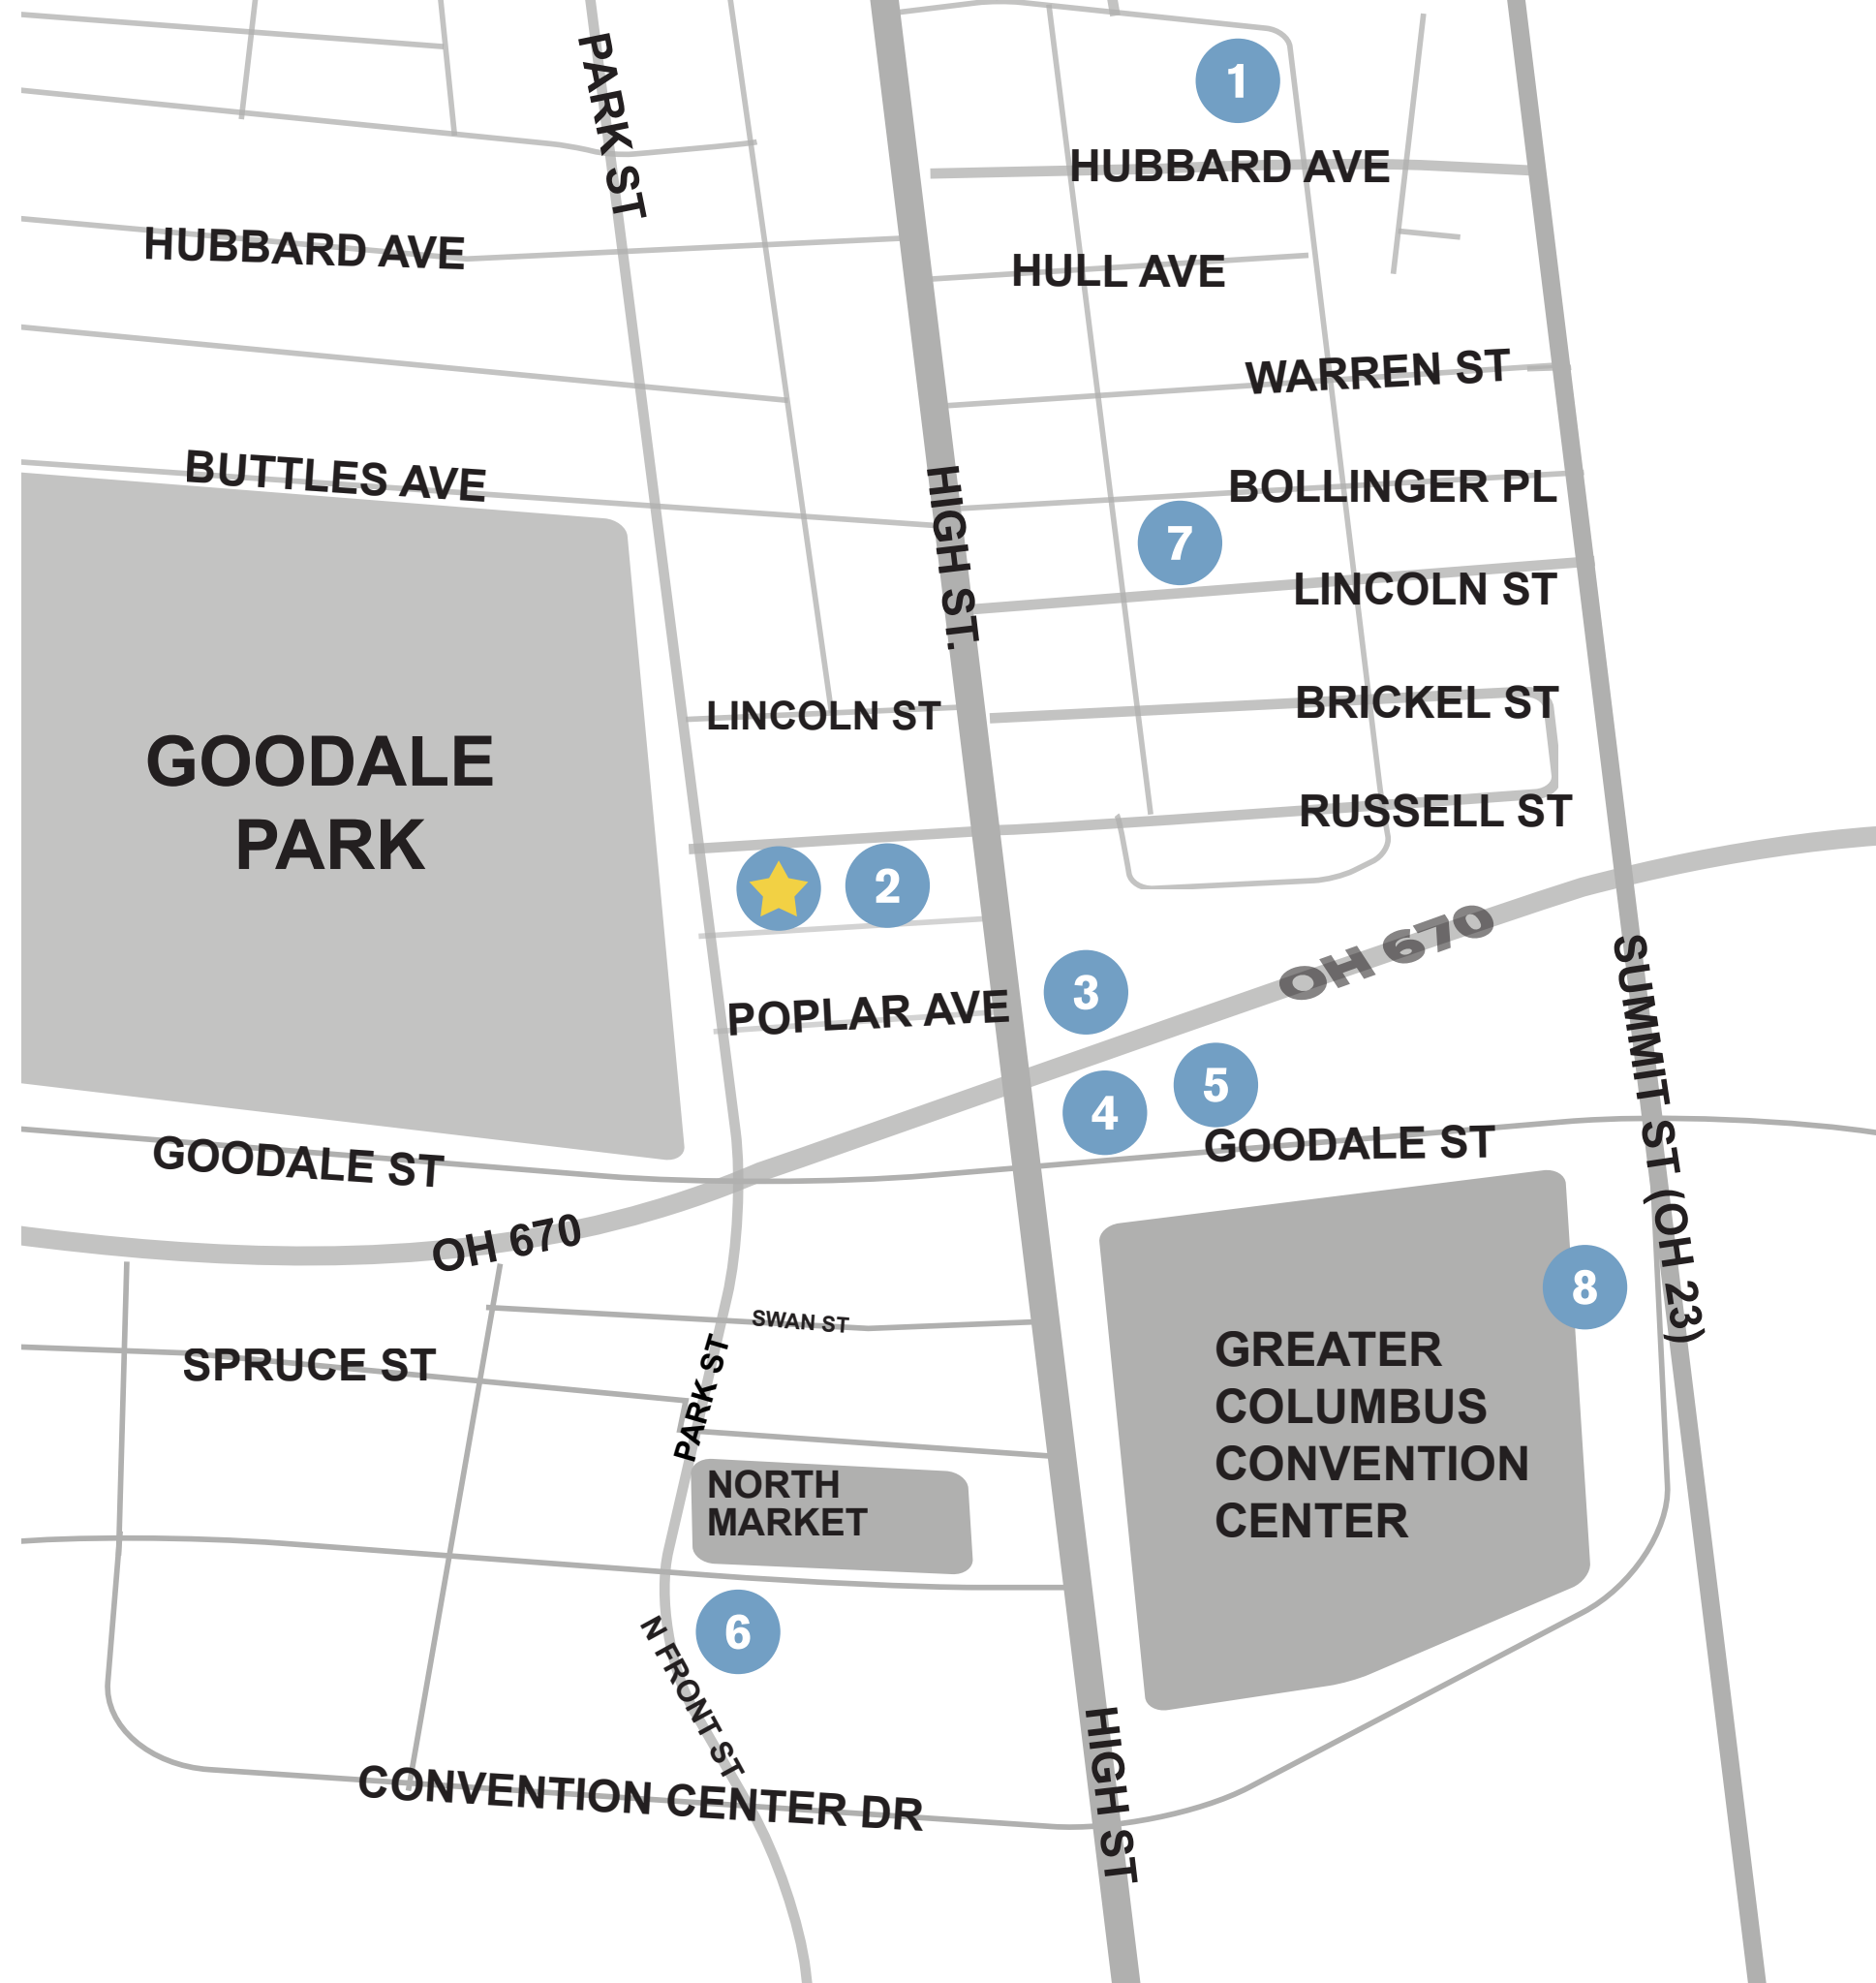 PARK ST
1
HUBBARD AVE
HUBBARD AVE
HULL AVE
WARREN ST
BUTTLES AVE
HIGH ST.
BOLLINGER PL
7
LINCOLN ST
LINCOLN ST
BRICKEL ST
GOODALE
PARK
RUSSELL ST
2
OH 670
3
POPLAR AVE
SUMMIT ST (OH 23)
5
4
GOODALE ST
GOODALE ST
OH 670
8
SWAN ST
SPRUCE ST
PARK ST
GREATER
COLUMBUS
CONVENTION
CENTER
NORTH
MARKET
6
N FRONT ST
HIGH ST
CONVENTION CENTER DR